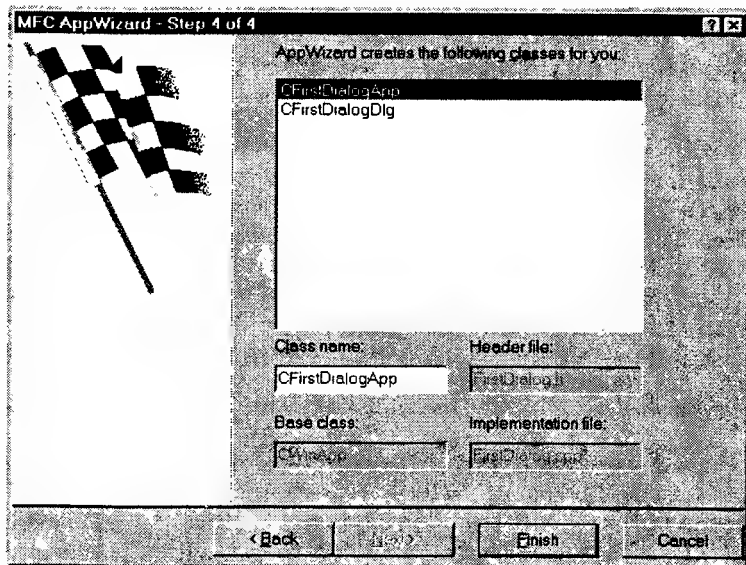 MFC AppWizard - Step 4 of 4
AppWizard creates the following classes for you:
CFirstDialogApp
CFirstDialogDlg
Class name:
Header file:
CFirstDialogApp
FirstDialog.h
Base class:
Implementation file:
CWinApp
FirstDialog.cpp
< Back
Next >
Finish
Cancel